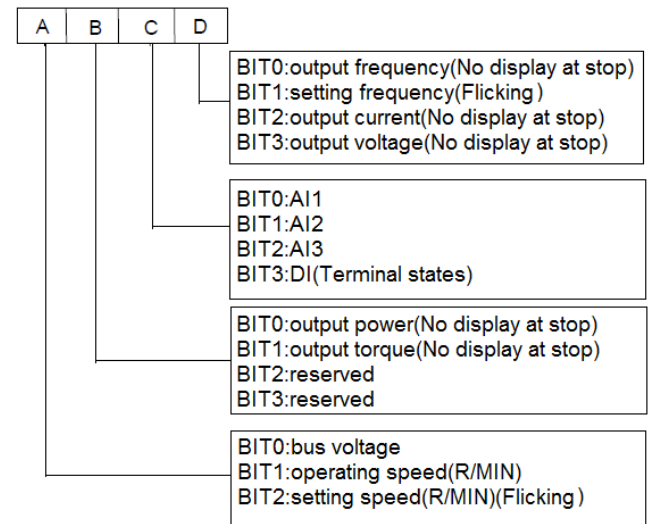 A B C D
BIT0:output frequency(No display at stop)
BIT1:setting frequency(Flicking)
BIT2:output current(No display at stop)
BIT3:output voltage(No display at stop)
BIT0:AI1
BIT1:AI2
BIT2:AI3
BIT3:DI(Terminal states)
BIT0:output power(No display at stop)
BIT1:output torque(No display at stop)
BIT2:reserved
BIT3:reserved
BIT0:bus voltage
BIT1:operating speed(R/MIN)
BIT2:setting speed(R/MIN)(Flicking)